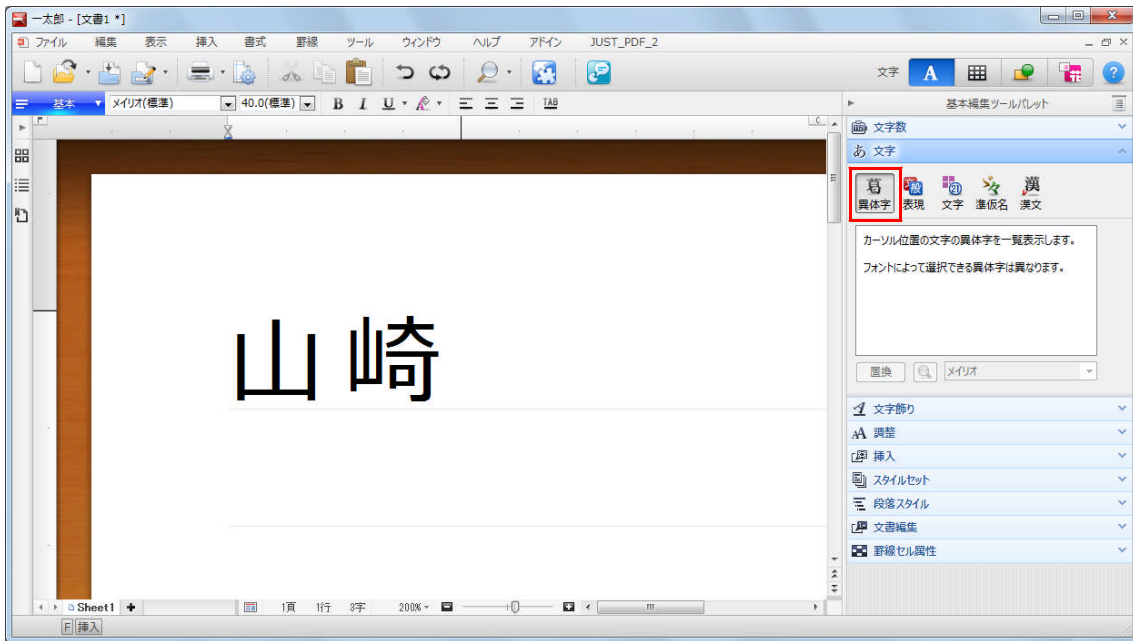 一太郎 - [文書1 *]
ファイル 編集 表示 挿入 書式 罫線 ツール ウィンドウ ヘルプ アドイン JUST_PDF_2
文字 A ?
基本 メイリオ(標準) 40.0(標準) B I U TAB
基本編集ツールパレット
文字数
あ 文字
葛 異体字 表現 文字 準仮名 漢文
カーソル位置の文字の異体字を一覧表示します。
フォントによって選択できる異体字は異なります。
置換 メイリオ
文字飾り
AA 調整
挿入
スタイルセット
段落スタイル
文書編集
罫線セル属性
山崎
Sheet1 1頁 1行 3字 200%
F 挿入